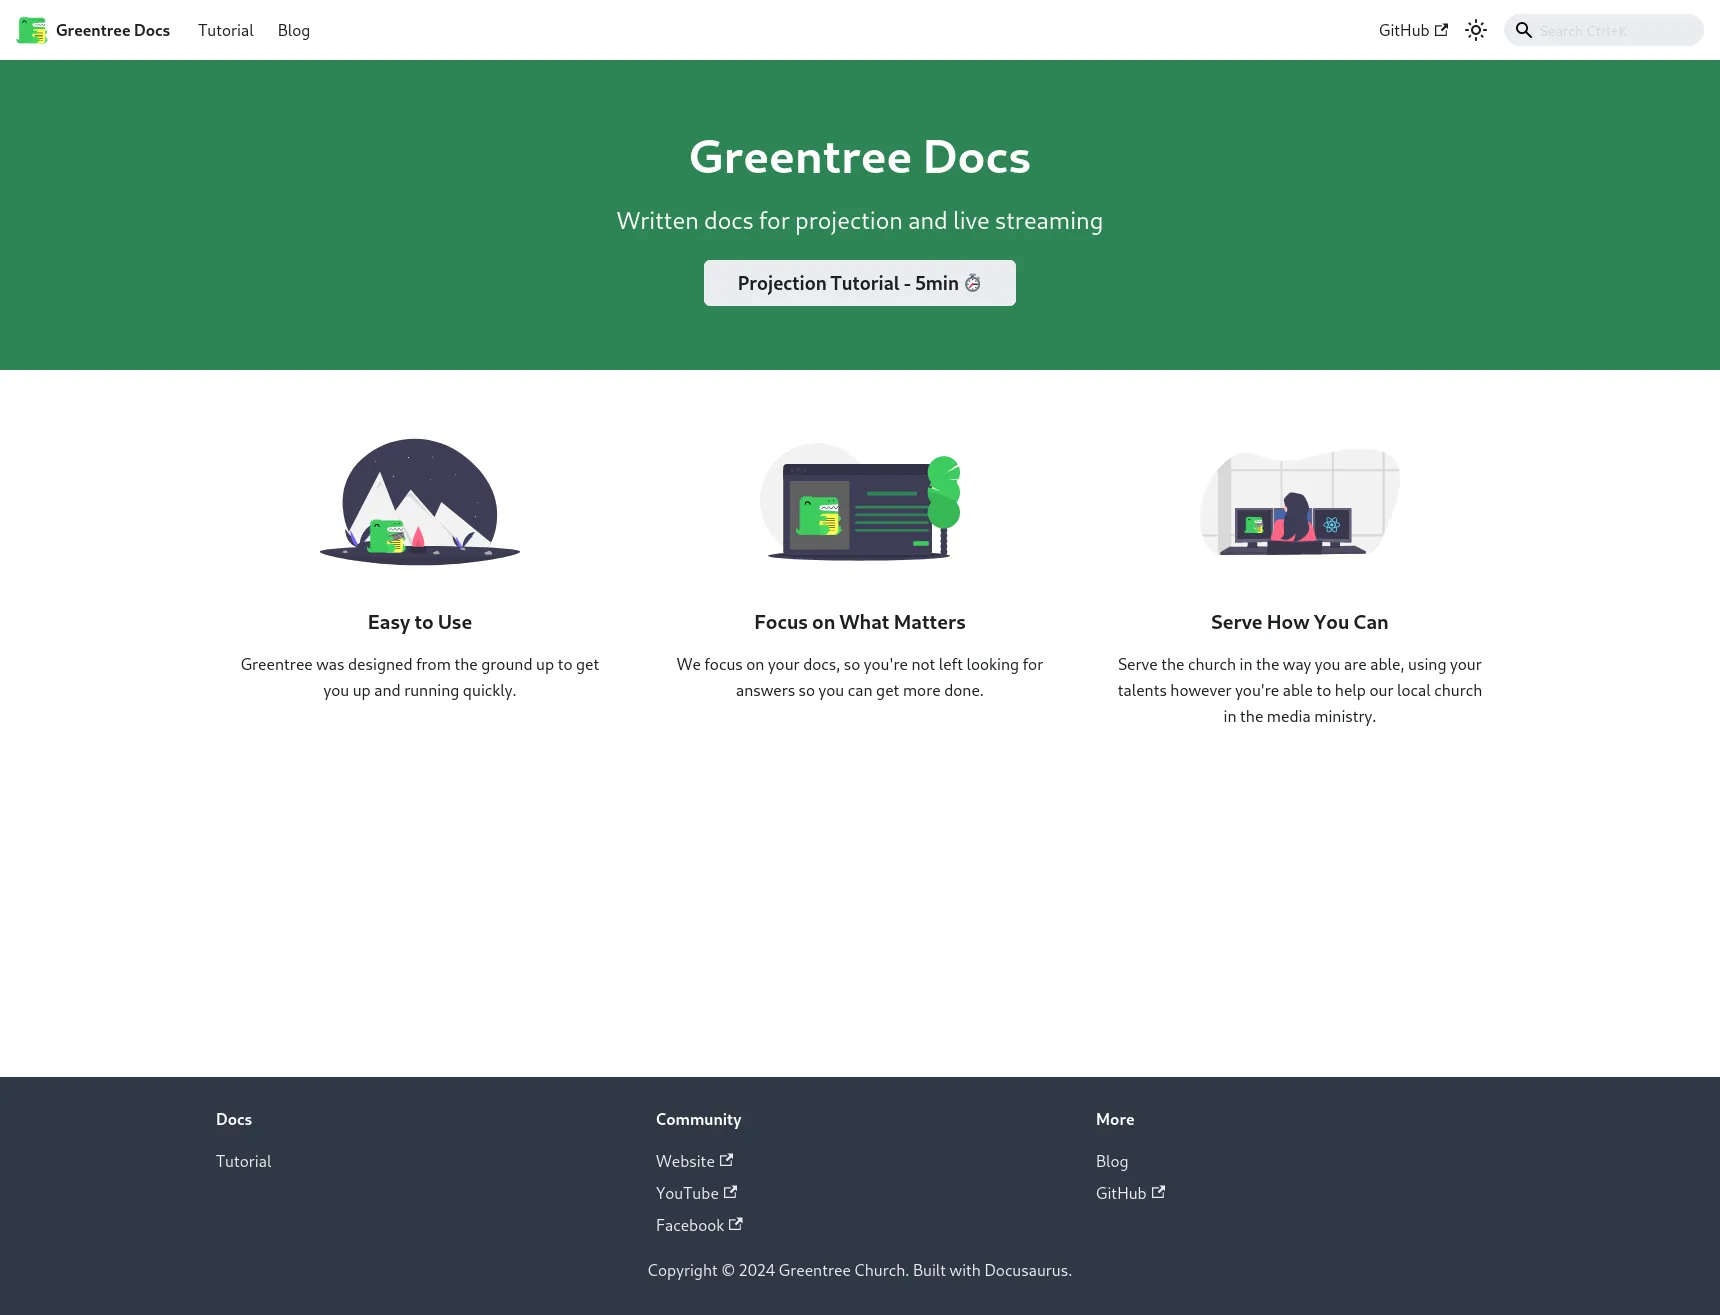 Greentree Docs
Tutorial
Blog
GitHub
Search Ctrl+K
Greentree Docs
Written docs for projection and live streaming
Projection Tutorial - 5min ⏱️
Easy to Use
Greentree was designed from the ground up to get
you up and running quickly.
Focus on What Matters
We focus on your docs, so you're not left looking for
answers so you can get more done.
Serve How You Can
Serve the church in the way you are able, using your
talents however you're able to help our local church
in the media ministry.
Docs
Tutorial
Community
Website
YouTube
Facebook
More
Blog
GitHub
Copyright © 2024 Greentree Church. Built with Docusaurus.